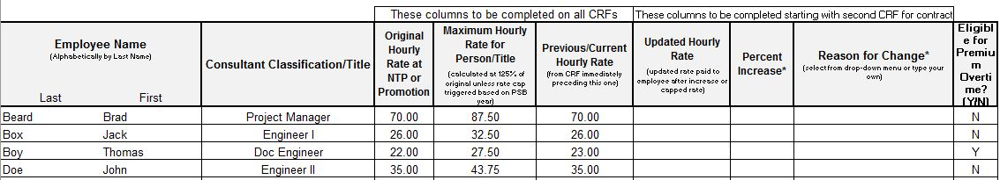 These columns to be completed on all CRFs These columns to be completed starting with second CRF for contract
Employee Name
(Alphabetically by Last Name)
Last First
Consultant Classification/Title
Original
Hourly
Rate at
NTP or
Promotion
Maximum Hourly
Rate for
Person/Title
(calculated at 125% of
original unless rate cap
triggered based on PSB
year)
Previous/Current
Hourly Rate
(from CRF immediately
preceding this one)
Updated Hourly
Rate
(updated rate paid to
employee after increase or
capped rate)
Percent
Increase*
Reason for Change*
(select from drop-down menu or type your
own)
Eligibl
e for
Premiu
m
Overti
me?
(Y/N)
Beard Brad Project Manager 70.00 87.50 70.00 N
Box Jack Engineer I 26.00 32.50 26.00 N
Boy Thomas Doc Engineer 22.00 27.50 23.00 Y
Doe John Engineer II 35.00 43.75 35.00 N